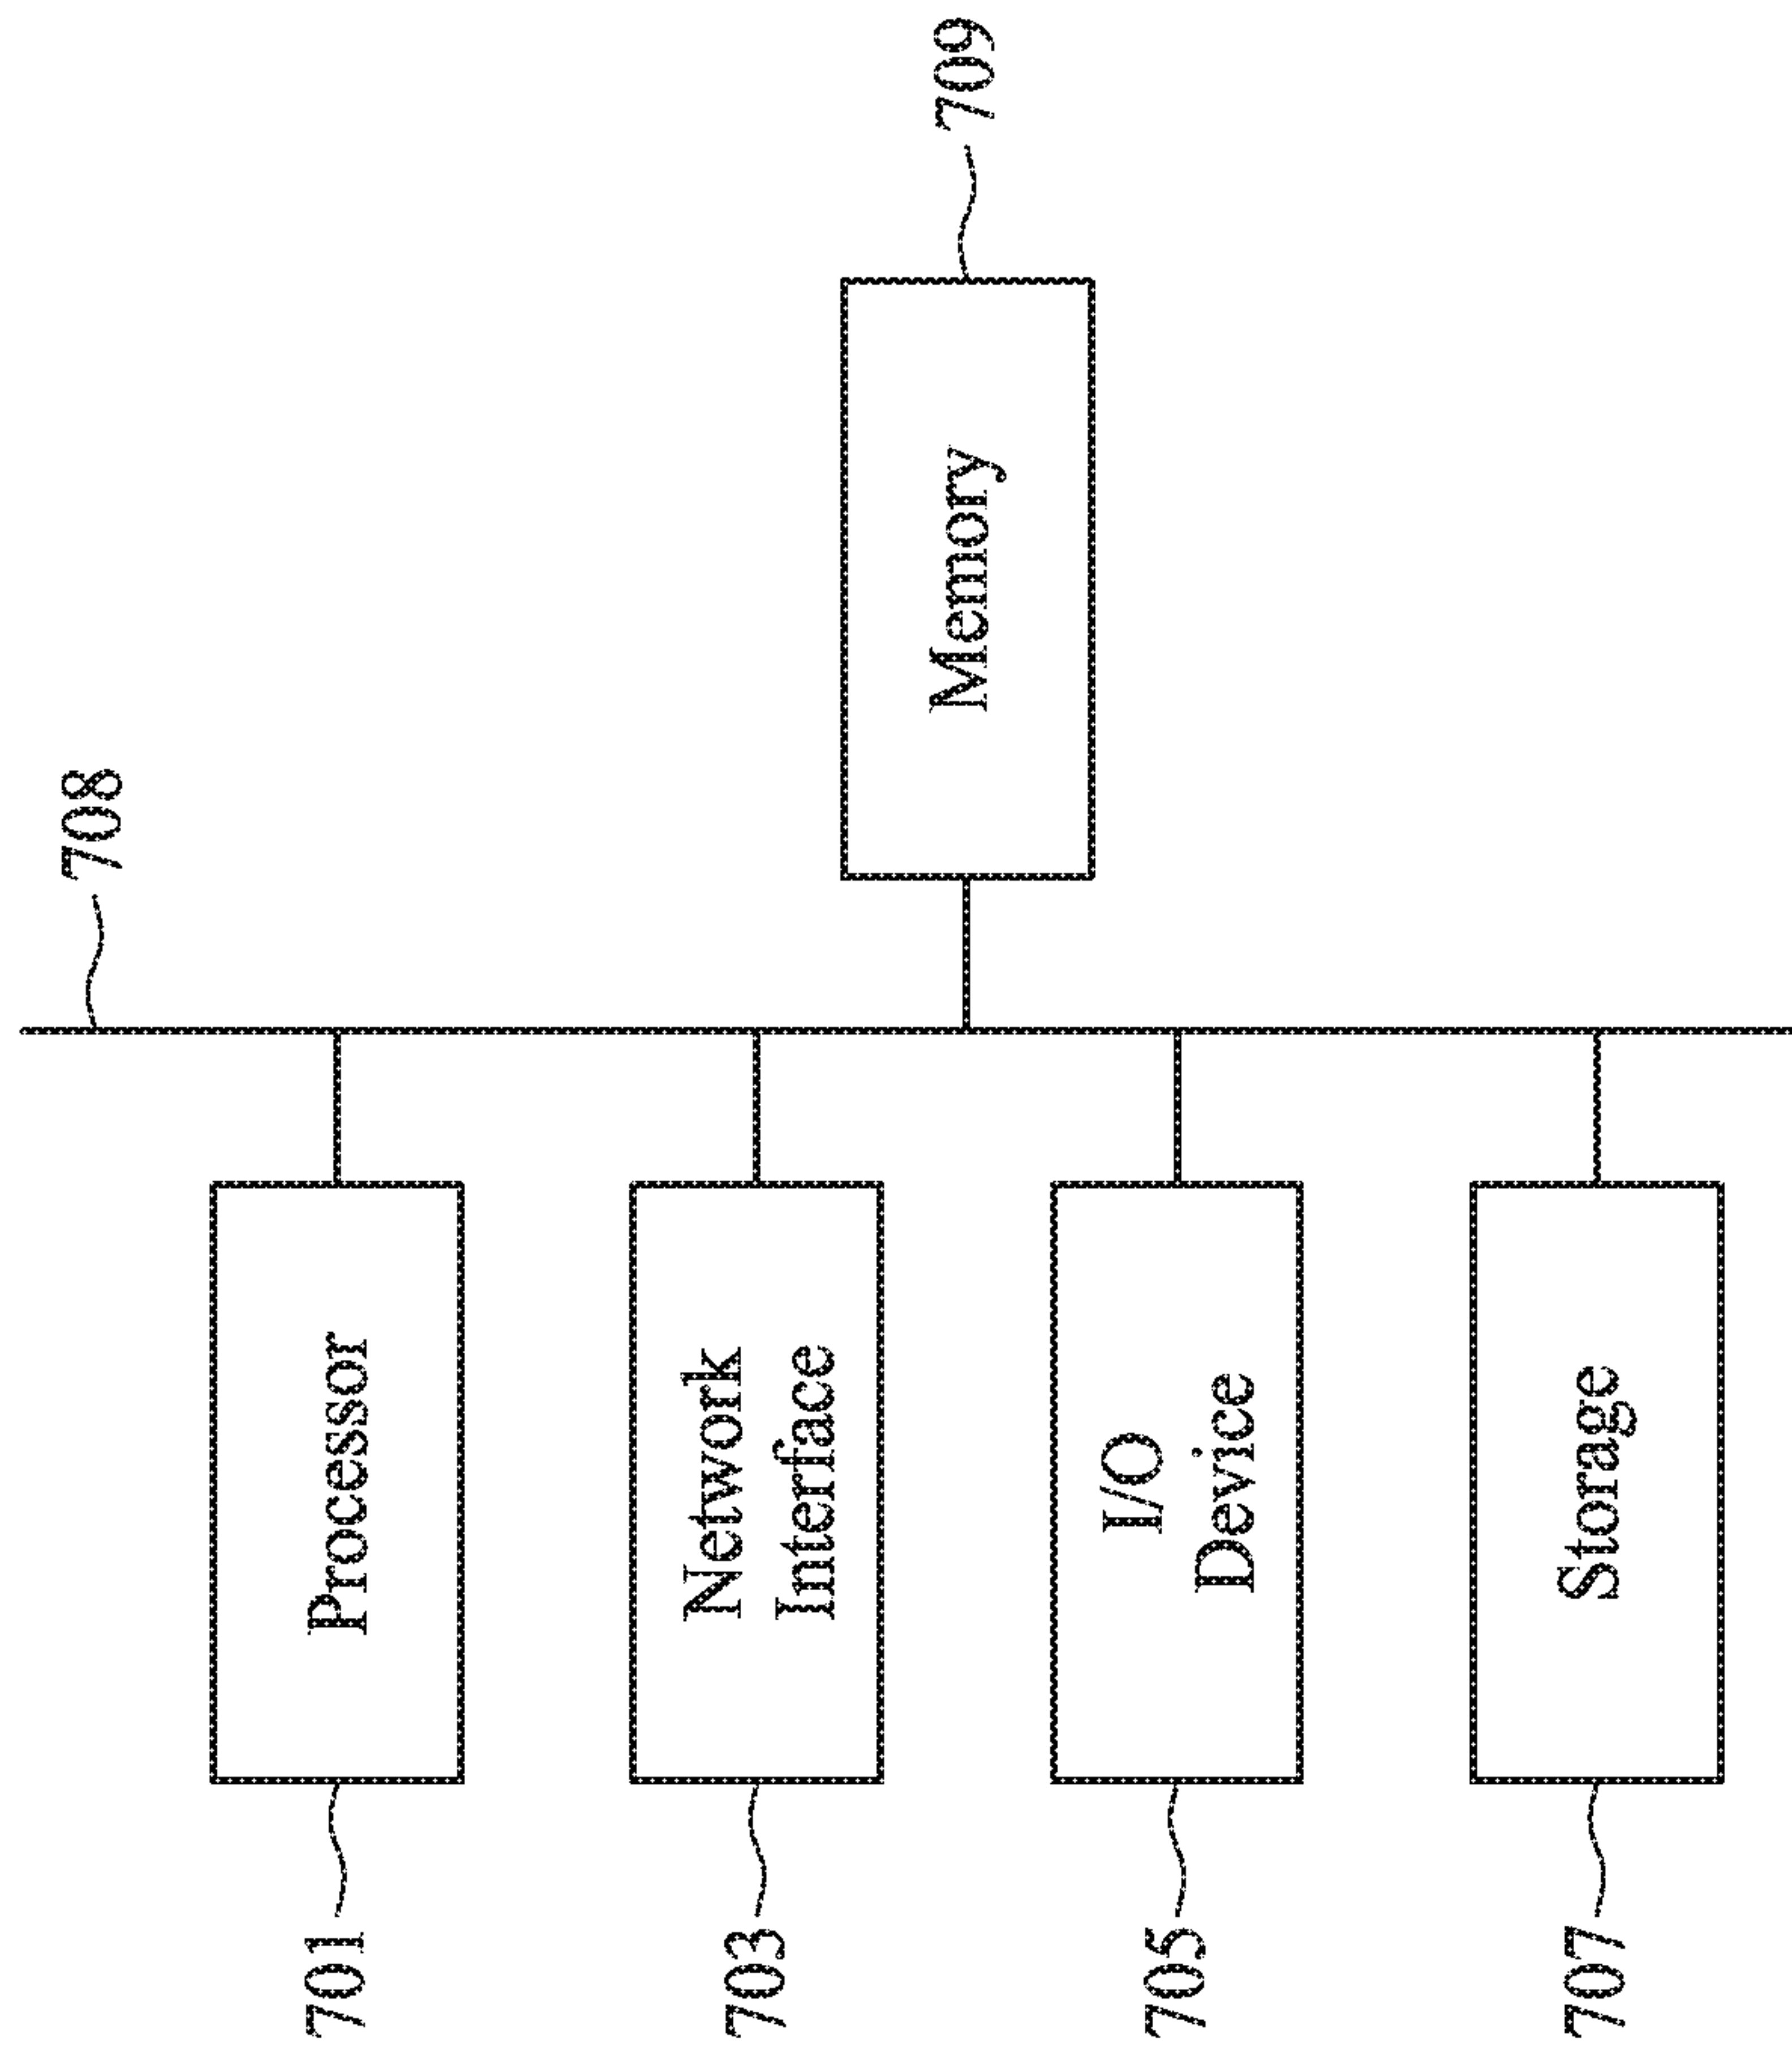 708
701
Processor
703
Network
Interface
Memory
709
705
I/O
Device
707
Storage